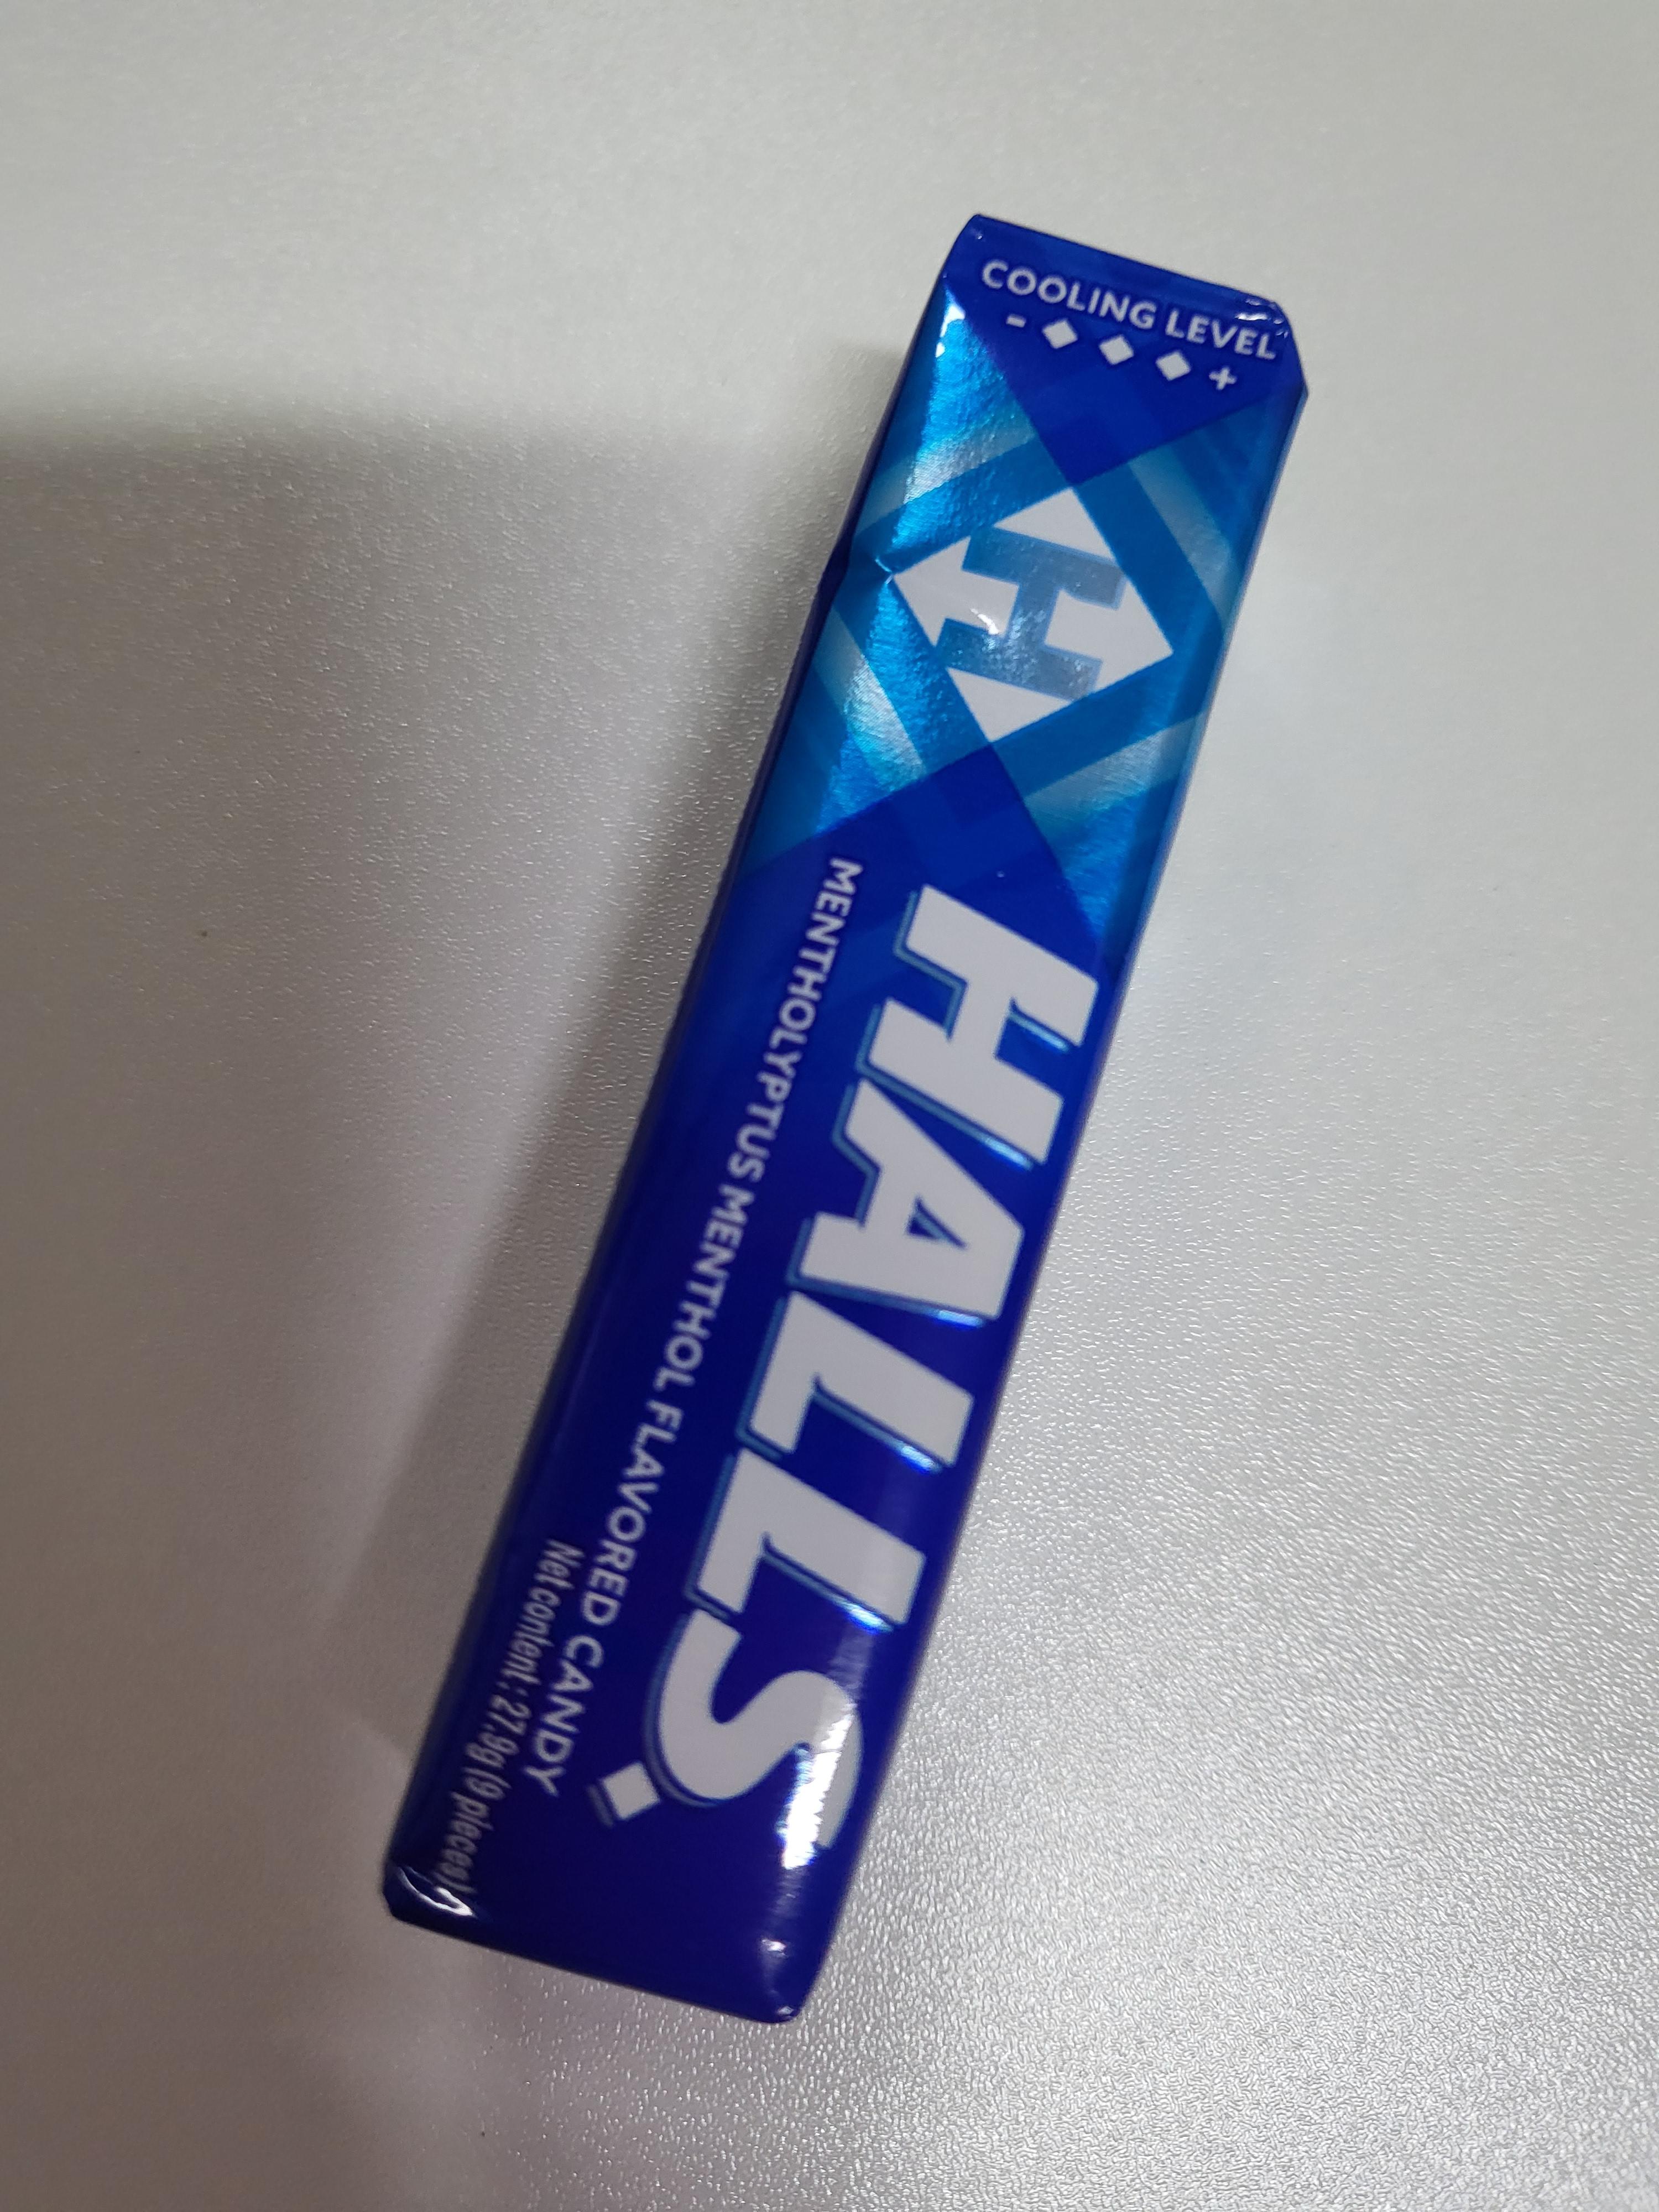 COOLING LEVEL
- ◆ ◆ ◆ +
H
HALLS
MENTHOLYPTUS MENTHOL FLAVORED CANDY
Net content : 27.9g (9 pieces)